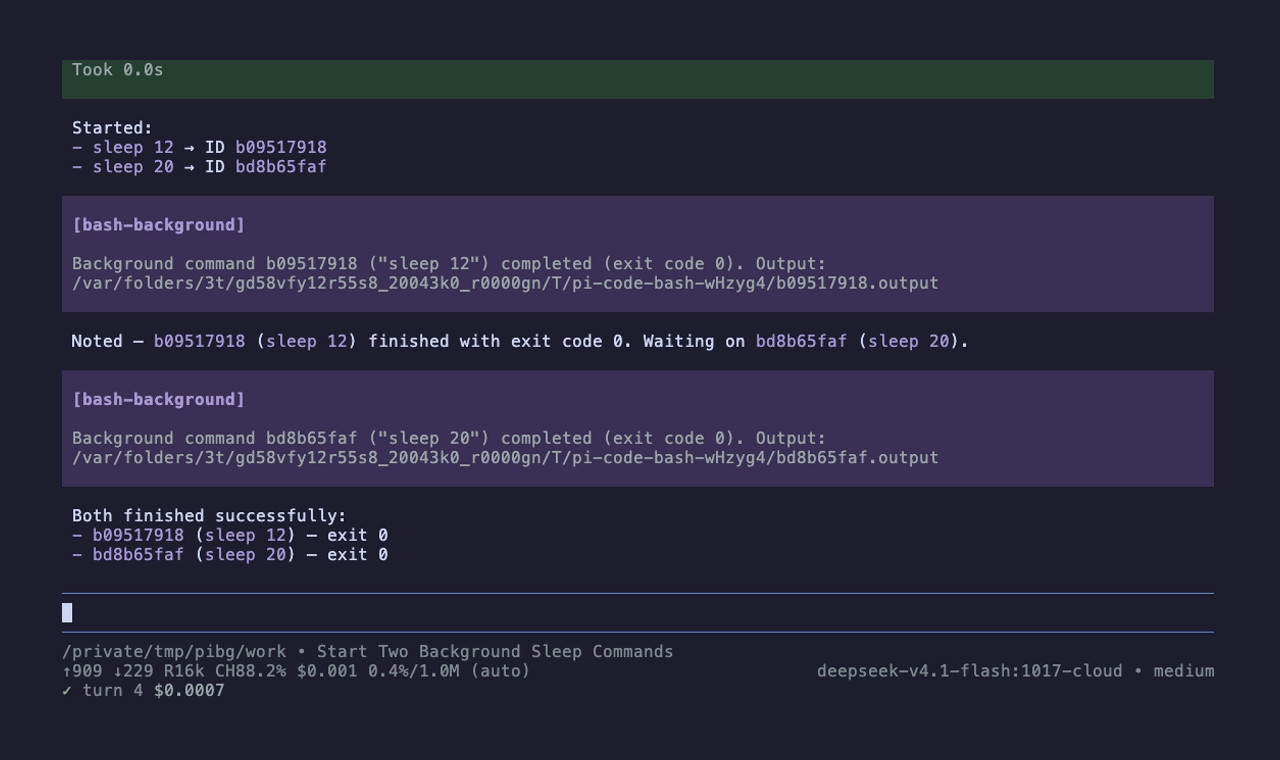 Took 0.0s
Started:
– sleep 12 → ID b09517918
– sleep 20 → ID bd8b65faf
[bash-background]
Background command b09517918 ("sleep 12") completed (exit code 0). Output:
/var/folders/3t/gd58vfy12r55s8_20043k0_r0000gn/T/pi-code-bash-wHzyg4/b09517918.output
Noted — b09517918 (sleep 12) finished with exit code 0. Waiting on bd8b65faf (sleep 20).
[bash-background]
Background command bd8b65faf ("sleep 20") completed (exit code 0). Output:
/var/folders/3t/gd58vfy12r55s8_20043k0_r0000gn/T/pi-code-bash-wHzyg4/bd8b65faf.output
Both finished successfully:
– b09517918 (sleep 12) — exit 0
– bd8b65faf (sleep 20) — exit 0
/private/tmp/pibg/work • Start Two Background Sleep Commands
↑909 ↓229 R16k CH88.2% $0.001 0.4%/1.0M (auto) deepseek-v4.1-flash:1017-cloud • medium
✓ turn 4 $0.0007